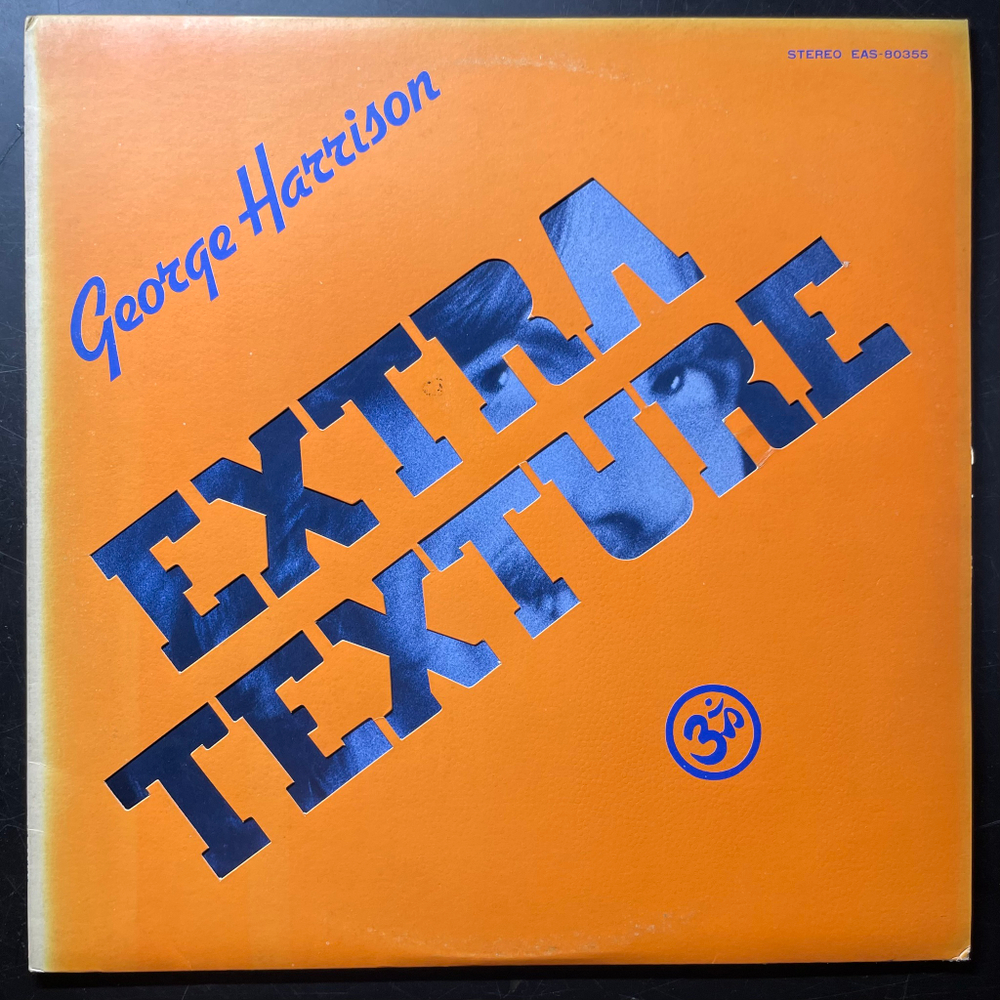 STEREO EAS-80355
George Harrison
EXTRA
TEXTURE
ॐ